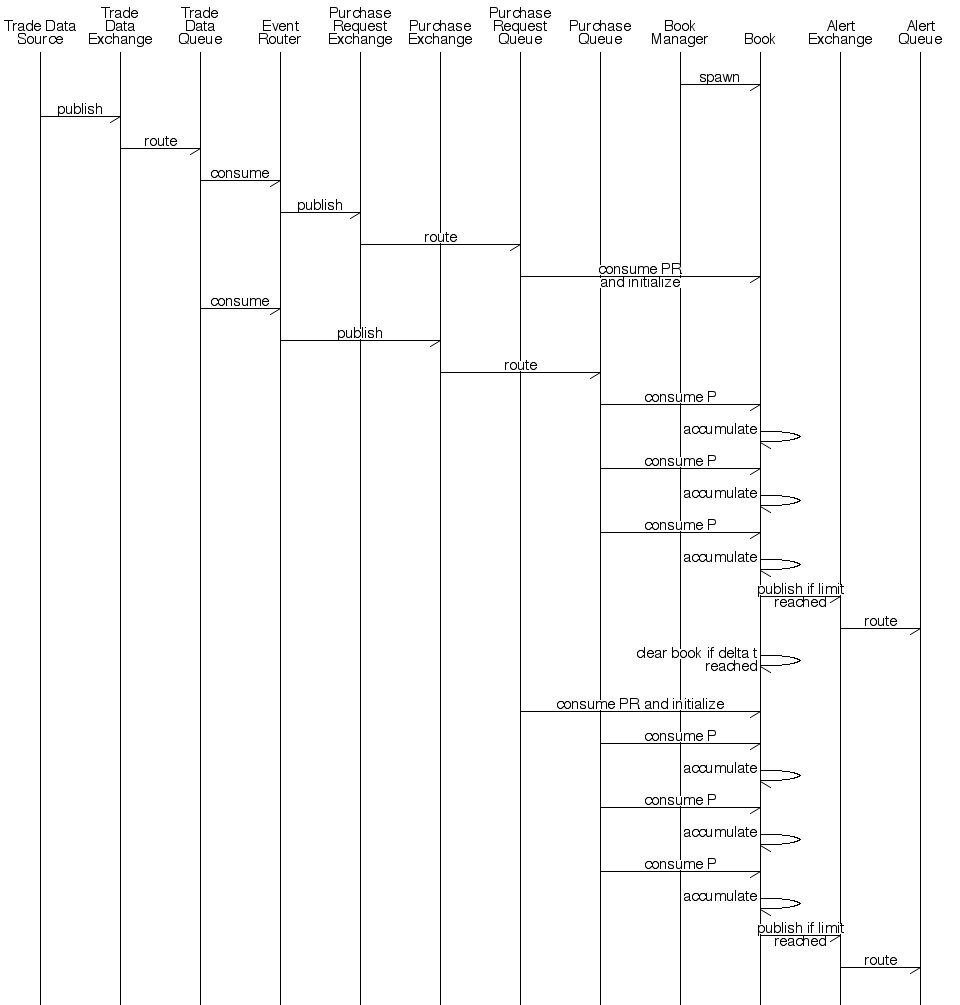 Trade Data
Source
Trade
Data
Exchange
Trade
Data
Queue
Event
Router
Purchase
Request
Exchange
Purchase
Exchange
Purchase
Request
Queue
Purchase
Queue
Book
Manager
Book
Alert
Exchange
Alert
Queue
spawn
publish
route
consume
publish
route
consume PR
and initialize
consume
publish
route
consume P
accumulate
consume P
accumulate
consume P
accumulate
publish if limit
reached
route
clear book if delta t
reached
consume PR and initialize
consume P
accumulate
consume P
accumulate
consume P
accumulate
publish if limit
reached
route